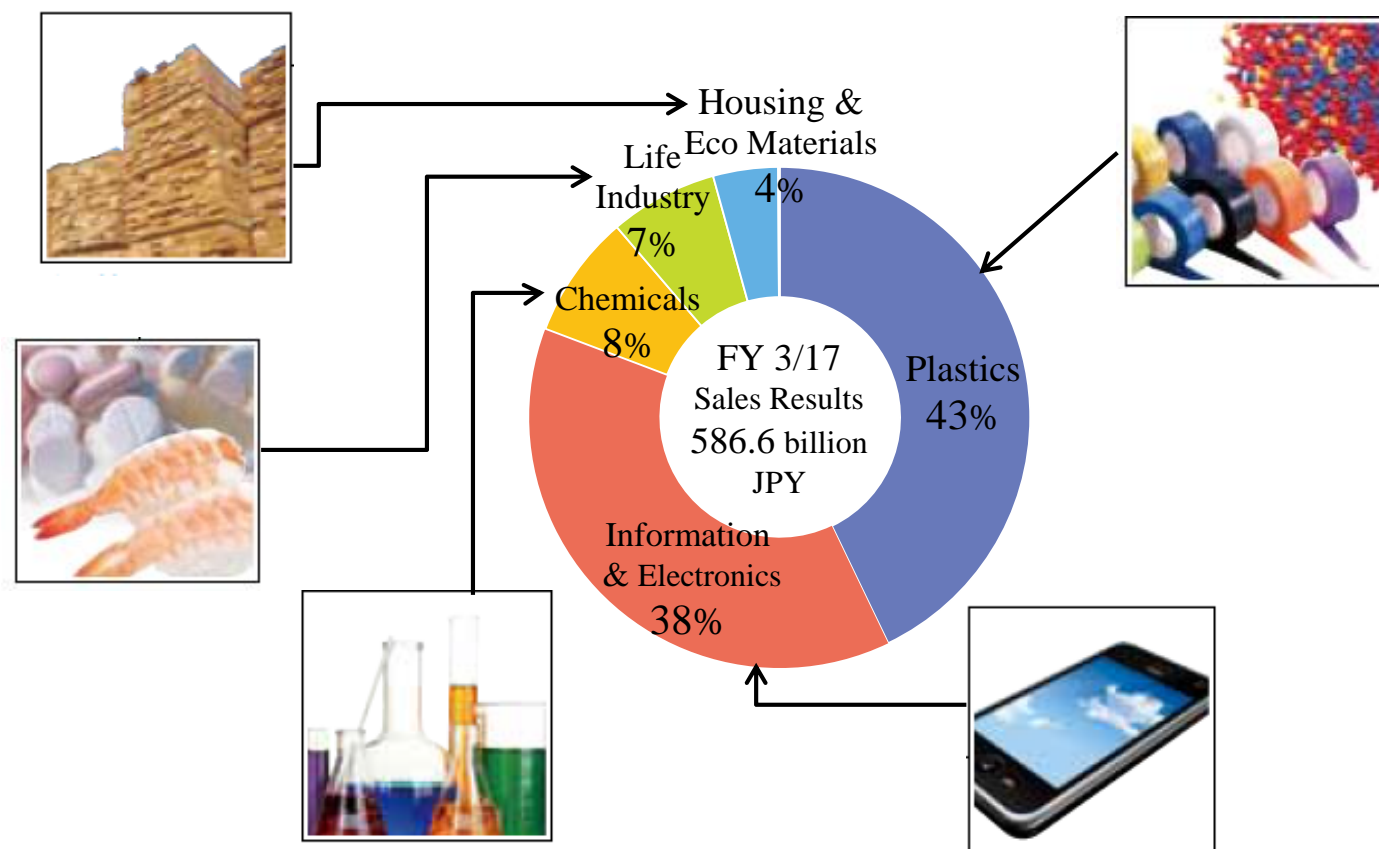 Housing &
Eco Materials
4%
Life
Industry
7%
Chemicals
8%
FY 3/17
Sales Results
586.6 billion
JPY
Plastics
43%
Information
& Electronics
38%